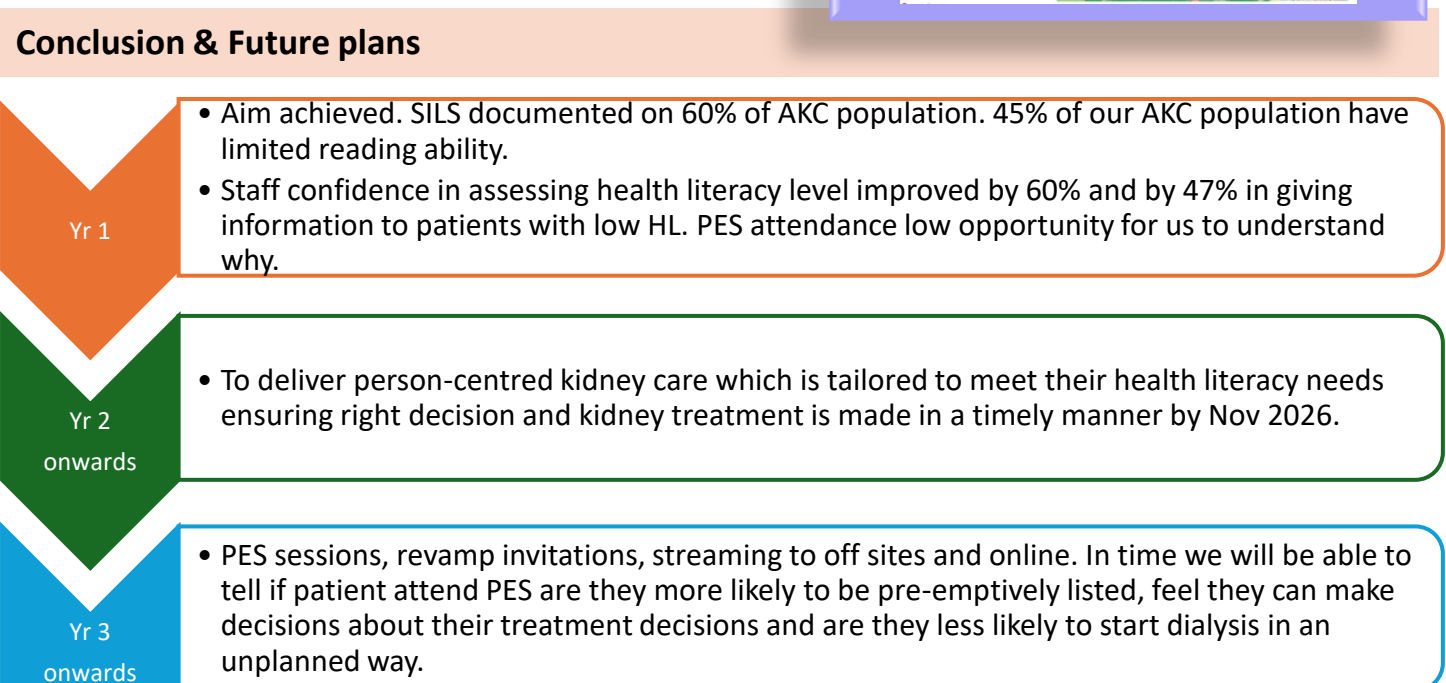 Conclusion & Future plans
Yr 1
• Aim achieved. SILS documented on 60% of AKC population. 45% of our AKC population have
limited reading ability.
• Staff confidence in assessing health literacy level improved by 60% and by 47% in giving
information to patients with low HL. PES attendance low opportunity for us to understand
why.
Yr 2
onwards
• To deliver person-centred kidney care which is tailored to meet their health literacy needs
ensuring right decision and kidney treatment is made in a timely manner by Nov 2026.
Yr 3
onwards
• PES sessions, revamp invitations, streaming to off sites and online. In time we will be able to
tell if patient attend PES are they more likely to be pre-emptively listed, feel they can make
decisions about their treatment decisions and are they less likely to start dialysis in an
unplanned way.